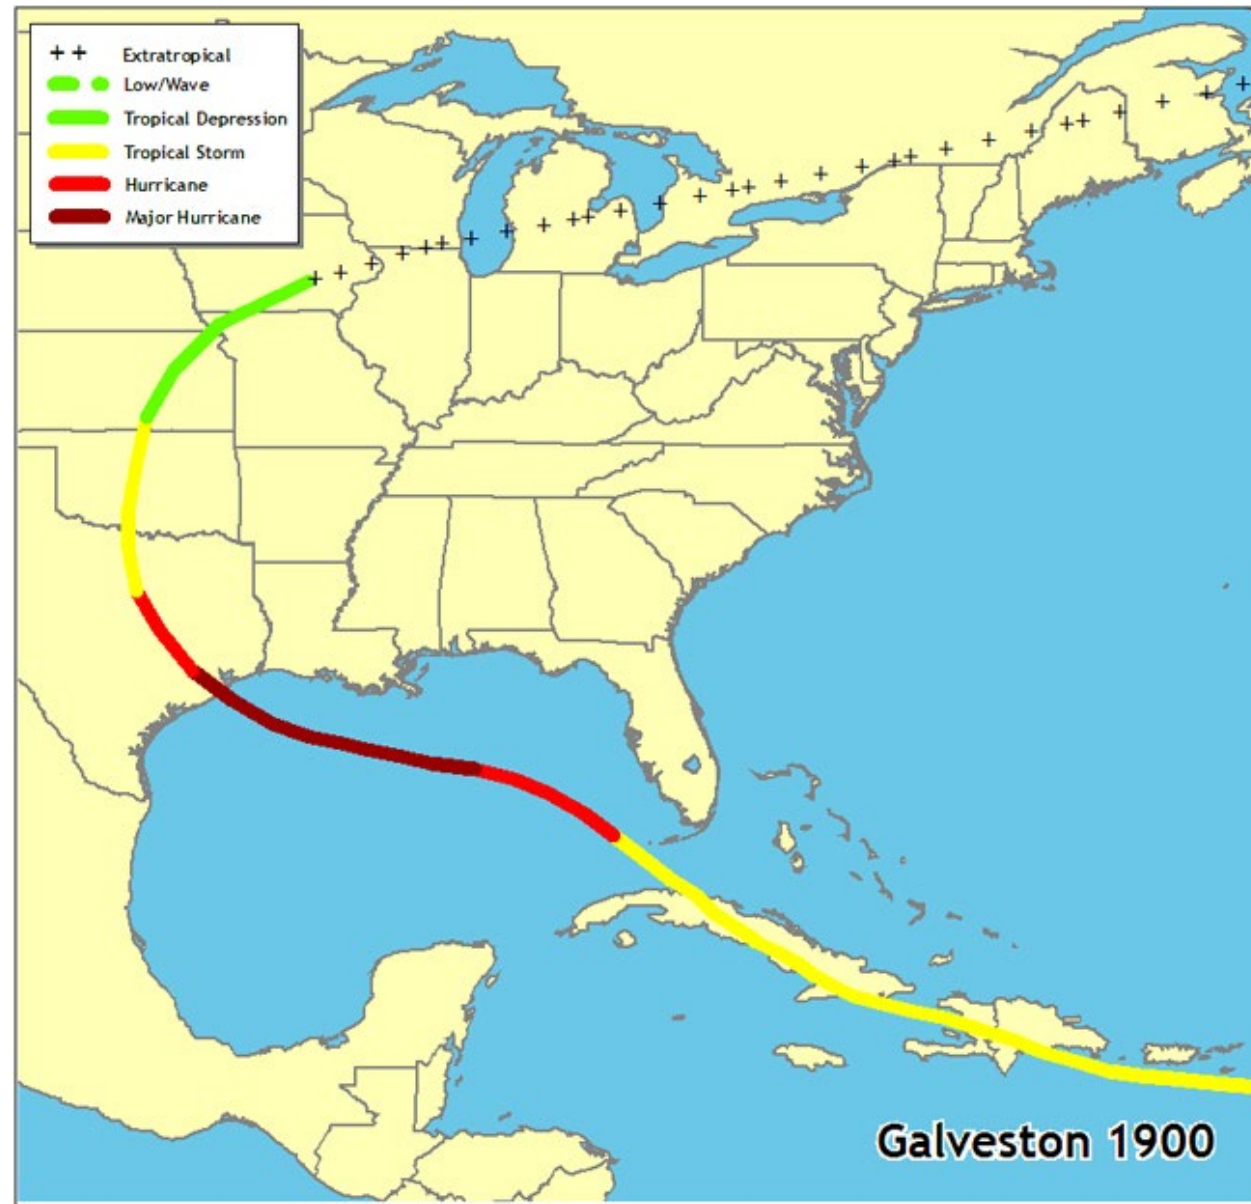 ++ Extratropical
Low/Wave
Tropical Depression
Tropical Storm
Hurricane
Major Hurricane
Galveston 1900